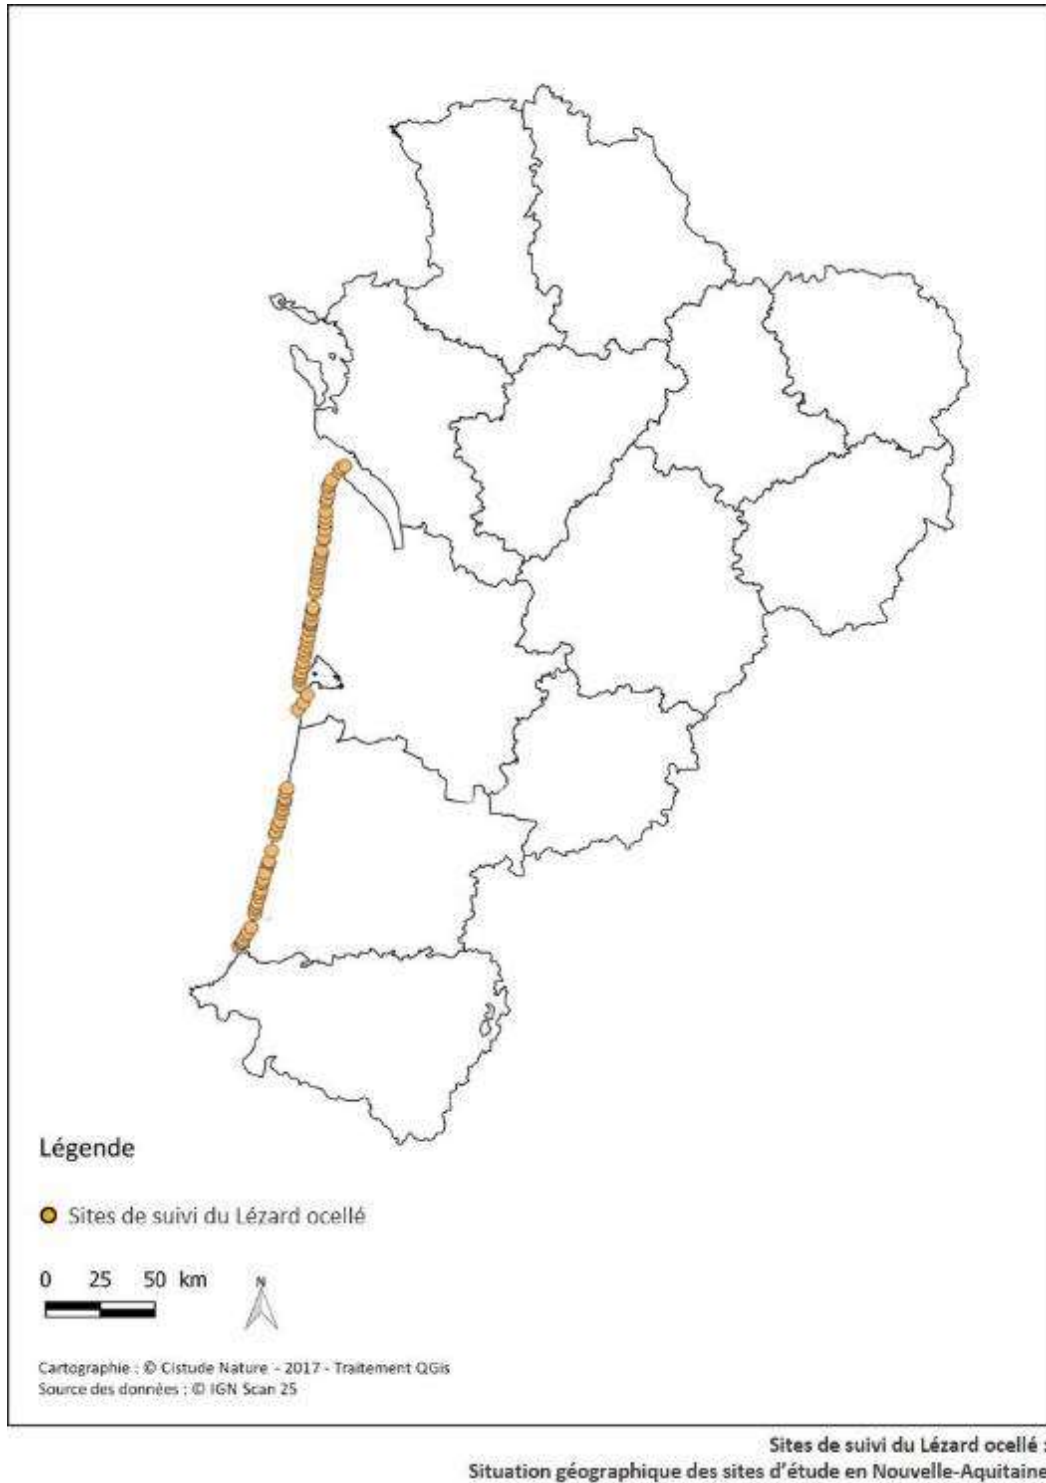 Légende
Sites de suivi du Lézard ocellé
0 25 50 km
N
Cartographie : © Cistude Nature - 2017 - Traitement QGis
Source des données : © IGN Scan 25
Sites de suivi du Lézard ocellé :
Situation géographique des sites d'étude en Nouvelle-Aquitaine